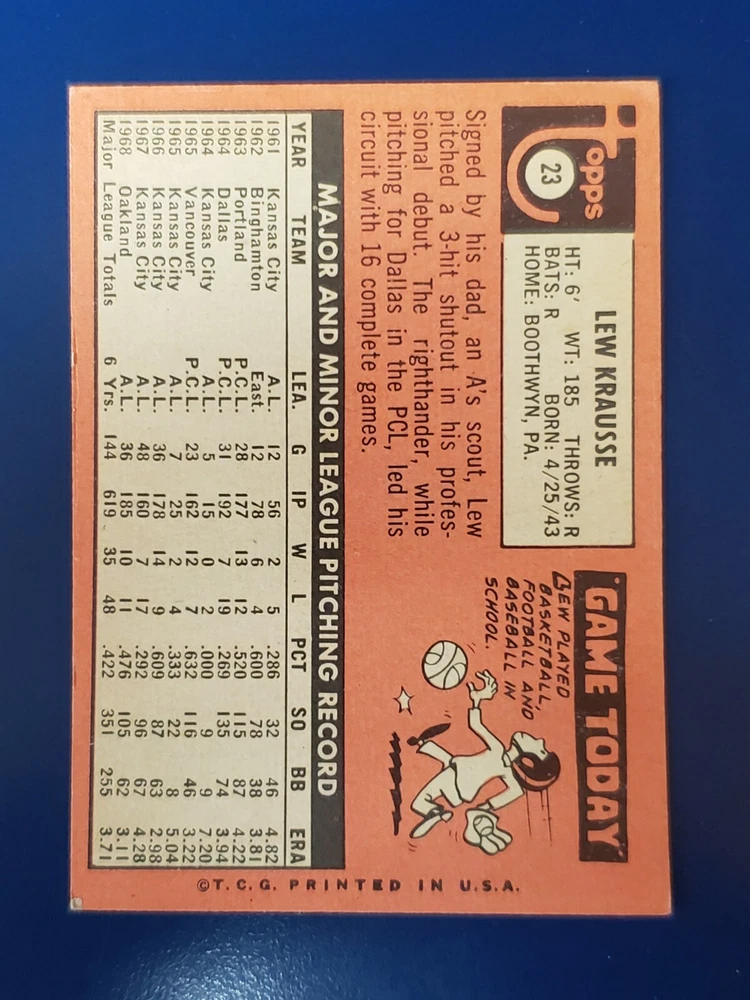 Topps
23
LEW KRAUSSE
HT: 6' WT: 185 THROWS: R
BATS: R BORN: 4/25/43
HOME: BOOTHWYN, PA.
Signed by his dad, an A's scout, Lew
pitched a 3-hit shutout in his profes-
sional debut. The righthander, while
pitching for Dallas in the PCL, led his
circuit with 16 complete games.
GAME TODAY
LEW PLAYED
BASKETBALL,
FOOTBALL AND
BASEBALL IN
SCHOOL.
MAJOR AND MINOR LEAGUE PITCHING RECORD
YEAR TEAM LEA. G IP W L PCT SO BB ERA
1961 Kansas City A.L. 12 56 2 5 .286 32 46 4.82
1962 Binghamton East. 12 78 6 4 .600 78 38 3.81
1963 Portland P.C.L. 28 177 13 12 .520 115 87 4.22
1964 Dallas P.C.L. 31 192 7 19 .269 135 74 3.94
1964 Kansas City A.L. 5 15 0 2 .000 9 9 7.20
1965 Vancouver P.C.L. 23 162 12 7 .632 116 46 3.22
1965 Kansas City A.L. 7 25 2 4 .333 22 8 5.04
1966 Kansas City A.L. 36 178 14 9 .609 87 63 2.98
1967 Kansas City A.L. 48 160 7 17 .292 96 67 4.28
1968 Oakland A.L. 36 185 10 11 .476 105 62 3.11
Major League Totals 6 Yrs. 144 619 35 48 .422 351 255 3.71
©T.C.G. PRINTED IN U.S.A.